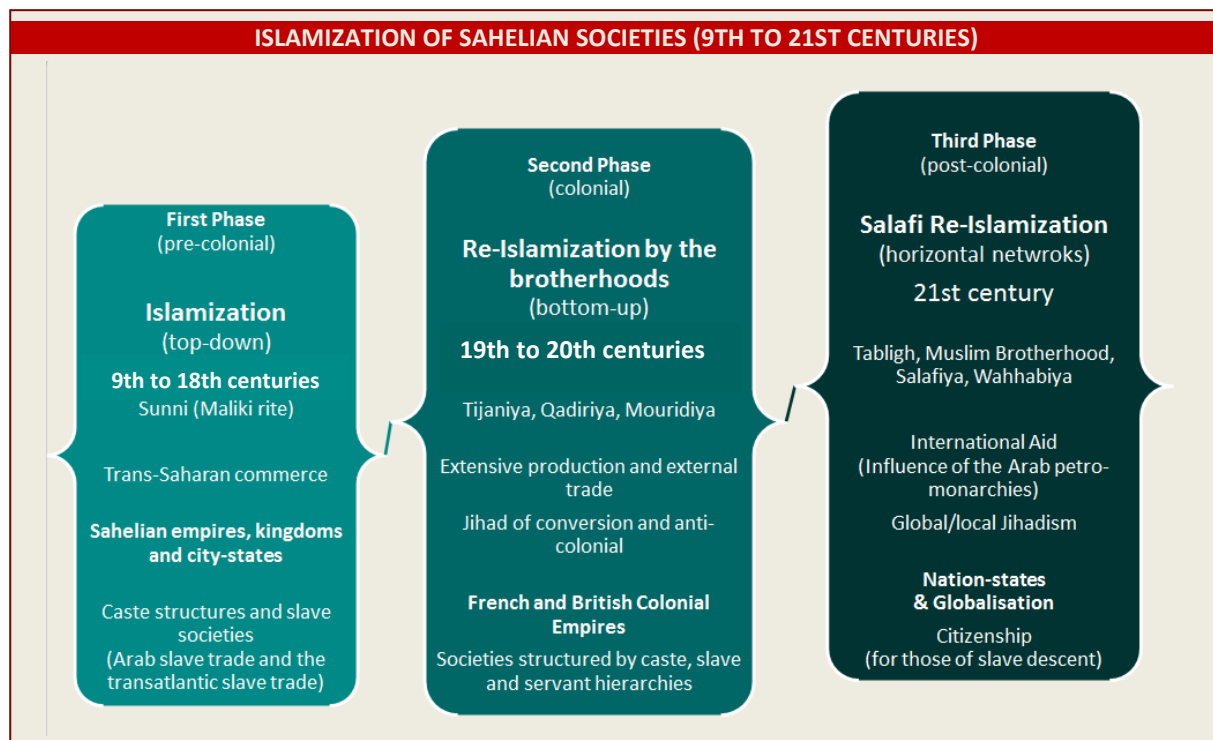 ISLAMIZATION OF SAHELIAN SOCIETIES (9TH TO 21ST CENTURIES)
First Phase
(pre-colonial)
Islamization
(top-down)
9th to 18th centuries
Sunni (Maliki rite)
Trans-Saharan commerce
Sahelian empires, kingdoms
and city-states
Caste structures and slave
societies
(Arab slave trade and the
transatlantic slave trade)
Second Phase
(colonial)
Re-Islamization by the
brotherhoods
(bottom-up)
19th to 20th centuries
Tijaniya, Qadiriya, Mouridiya
Extensive production and external
trade
Jihad of conversion and anti-
colonial
French and British Colonial
Empires
Societies structured by caste, slave
and servant hierarchies
Third Phase
(post-colonial)
Salafi Re-Islamization
(horizontal netwroks)
21st century
Tabligh, Muslim Brotherhood,
Salafiya, Wahhabiya
International Aid
(Influence of the Arab petro-
monarchies)
Global/local Jihadism
Nation-states
& Globalisation
Citizenship
(for those of slave descent)